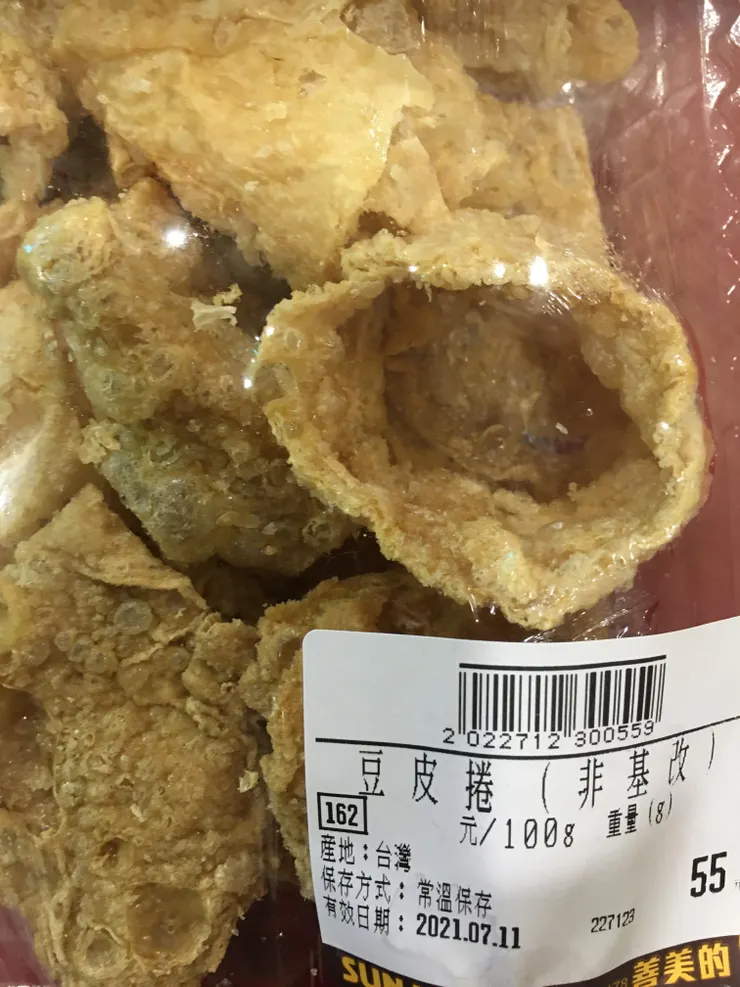 2 022712 300559
豆皮捲(非基改)
162
元/100g 重量(g)
產地:台灣
保存方式:常溫保存
有效日期:2021.07.11
55
227123
SUN
善美的